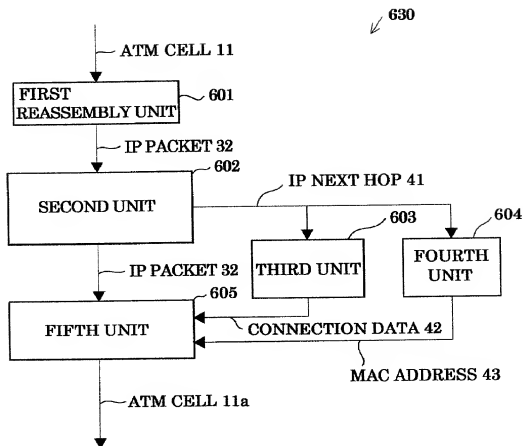 630
ATM CELL 11
FIRST
REASSEMBLY UNIT
601
IP PACKET 32
602
SECOND UNIT
IP NEXT HOP 41
603
604
THIRD UNIT
FOURTH
UNIT
IP PACKET 32
605
FIFTH UNIT
CONNECTION DATA 42
MAC ADDRESS 43
ATM CELL 11a